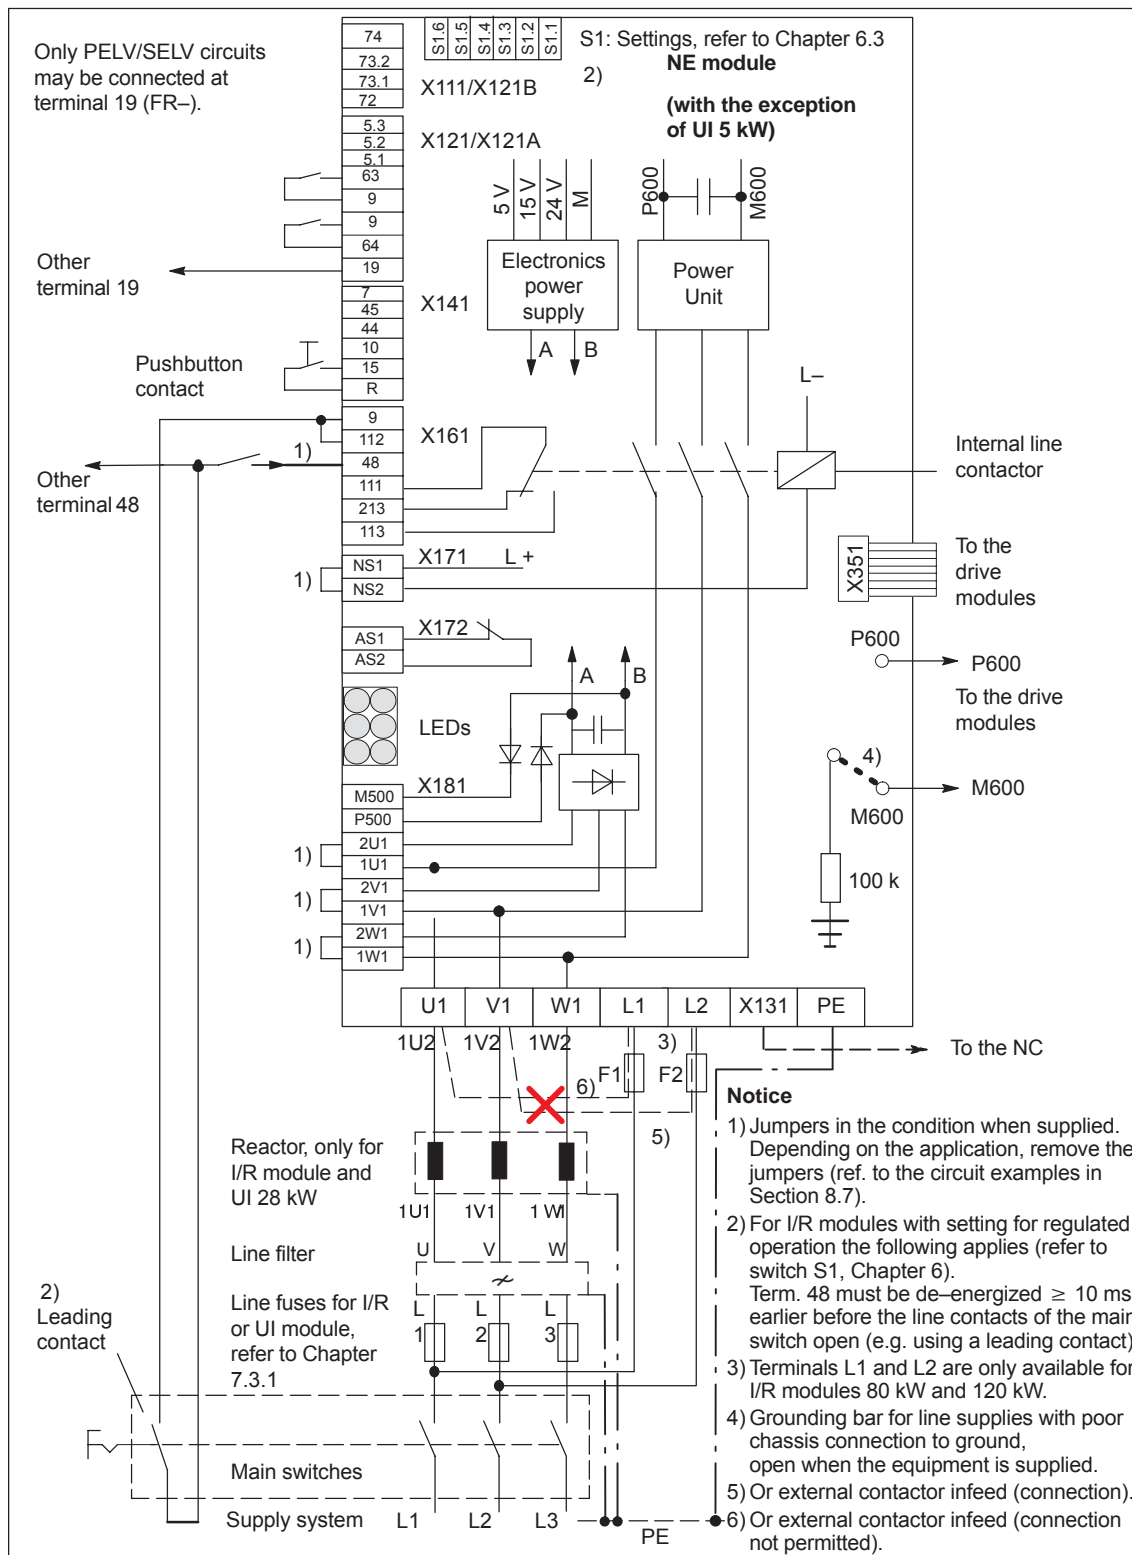 Only PELV/SELV circuits
may be connected at
terminal 19 (FR–).
74
73.2
73.1
72
X111/X121B
S1.6
S1.5
S1.4
S1.3
S1.2
S1.1
S1: Settings, refer to Chapter 6.3
2)
NE module
(with the exception
of UI 5 kW)
5.3
5.2
5.1
63
9
9
64
19
X121/X121A
5 V
15 V
24 V
M
P600
M600
Electronics
power
supply
Power
Unit
A
B
Other
terminal 19
7
45
44
10
15
R
X141
Pushbutton
contact
L–
9
112
48
111
213
113
X161
1)
Other
terminal 48
Internal line
contactor
NS1
NS2
X171
L +
1)
X351
To the
drive
modules
AS1
AS2
X172
A
B
P600
P600
To the drive
modules
LEDs
4)
M600
M600
X181
M500
P500
2U1
1U1
2V1
1V1
2W1
1W1
1)
1)
1)
100 k
U1
V1
W1
L1
L2
X131
PE
1U2
1V2
1W2
3)
F1
F2
6)
5)
To the NC
Reactor, only for
I/R module and
UI 28 kW
1U1
1V1
1W1
Line filter
U
V
W
Line fuses for I/R
or UI module,
refer to Chapter
7.3.1
L
1
L
2
L
3
2)
Leading
contact
Main switches
Supply system
L1
L2
L3
PE
Notice
1) Jumpers in the condition when supplied.
Depending on the application, remove the
jumpers (ref. to the circuit examples in
Section 8.7).
2) For I/R modules with setting for regulated
operation the following applies (refer to
switch S1, Chapter 6).
Term. 48 must be de–energized ≥ 10 ms
earlier before the line contacts of the main
switch open (e.g. using a leading contact)
3) Terminals L1 and L2 are only available for
I/R modules 80 kW and 120 kW.
4) Grounding bar for line supplies with poor
chassis connection to ground,
open when the equipment is supplied.
5) Or external contactor infeed (connection).
6) Or external contactor infeed (connection
not permitted).